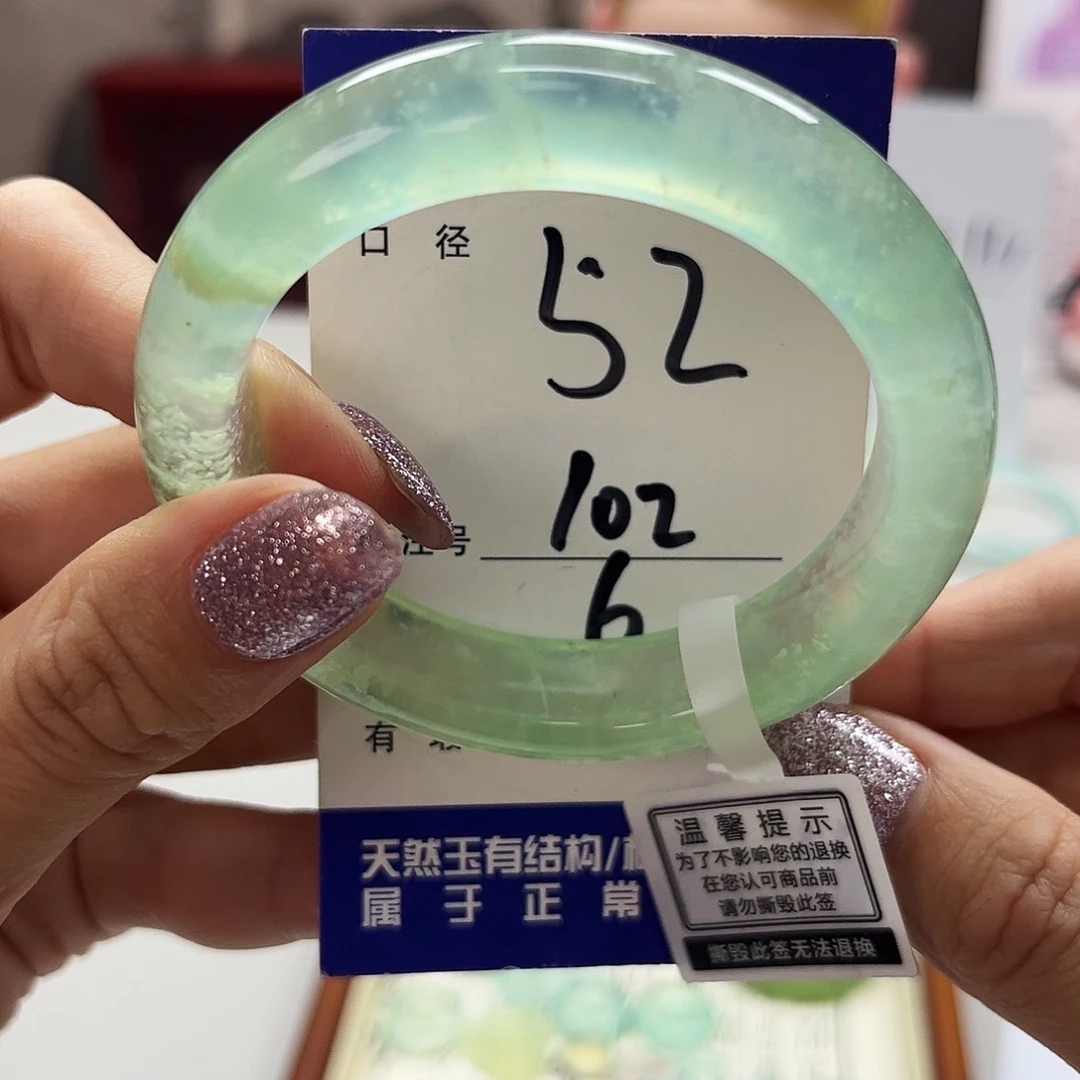 口 径 52
注号 102
6
有
天然玉有结构/
属 于 正 常
温馨提示
为了不影响您的退换
在您认可商品前
请勿撕毁此签
撕毁此签无法退换